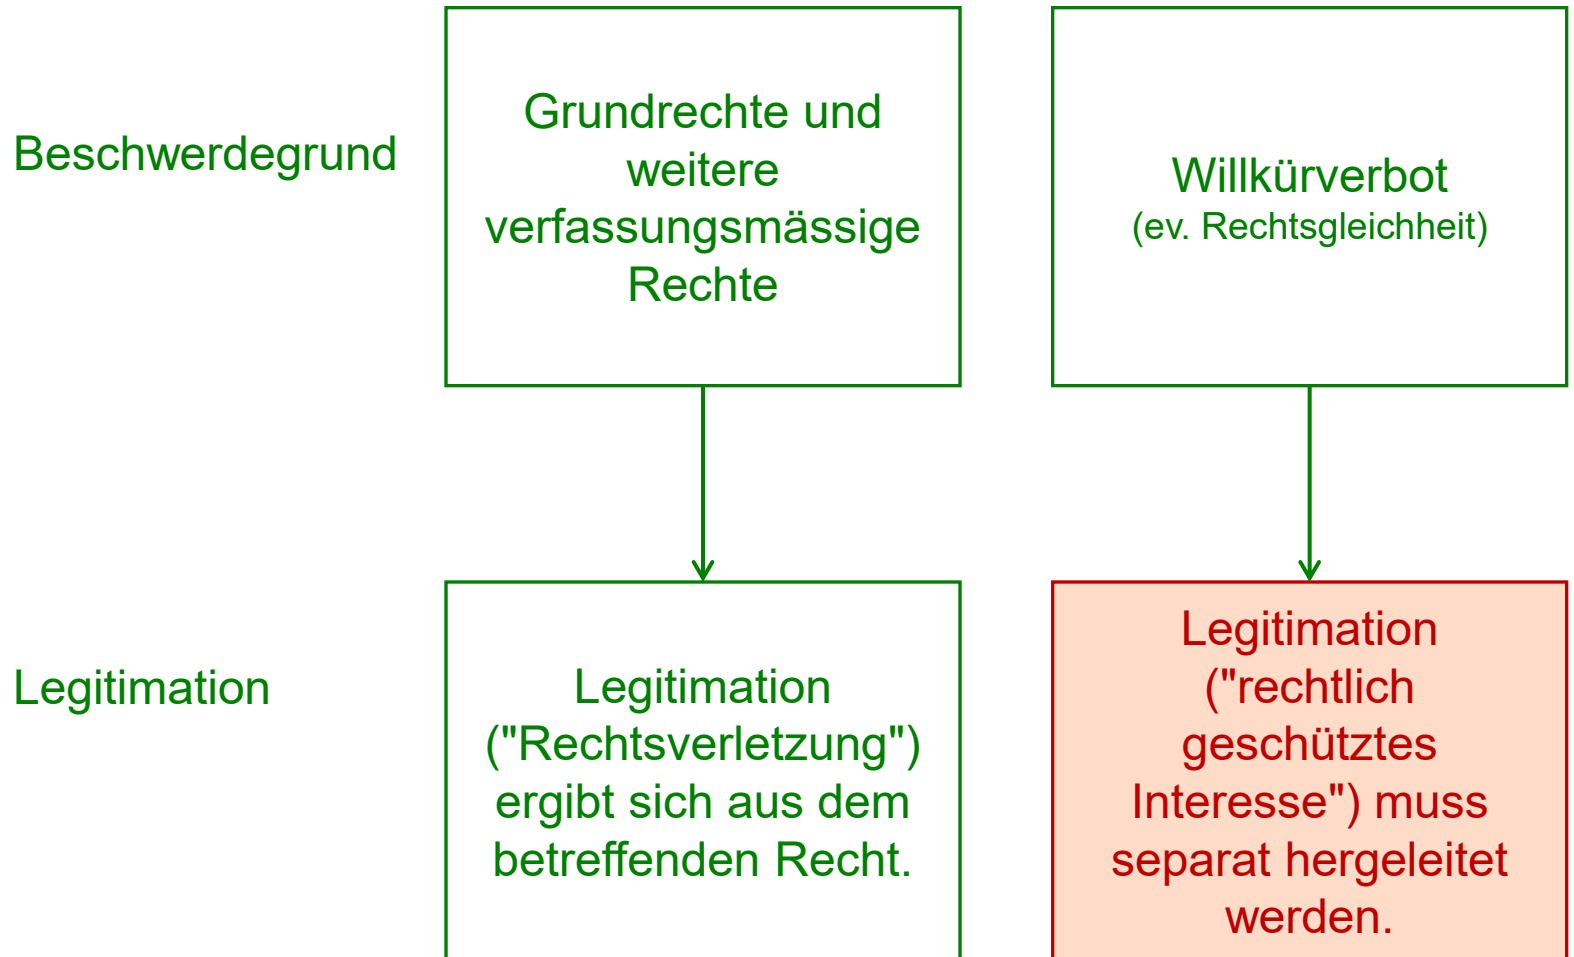 Beschwerdegrund
Grundrechte und
weitere
verfassungsmässige
Rechte
Willkürverbot
(ev. Rechtsgleichheit)
Legitimation
Legitimation
("Rechtsverletzung")
ergibt sich aus dem
betreffenden Recht.
Legitimation
("rechtlich
geschütztes
Interesse") muss
separat hergeleitet
werden.